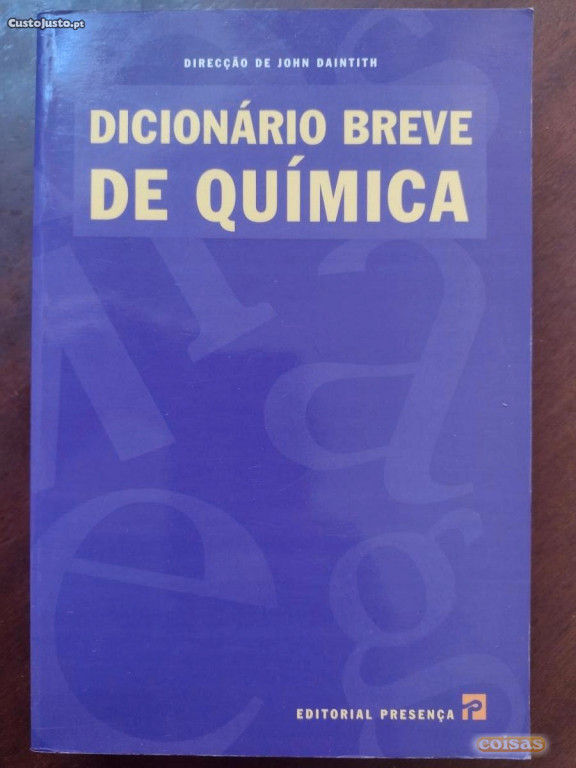 CustoJusto.pt
DIRECÇÃO DE JOHN DAINTITH
DICIONÁRIO BREVE
DE QUÍMICA
EDITORIAL PRESENÇA
coisas